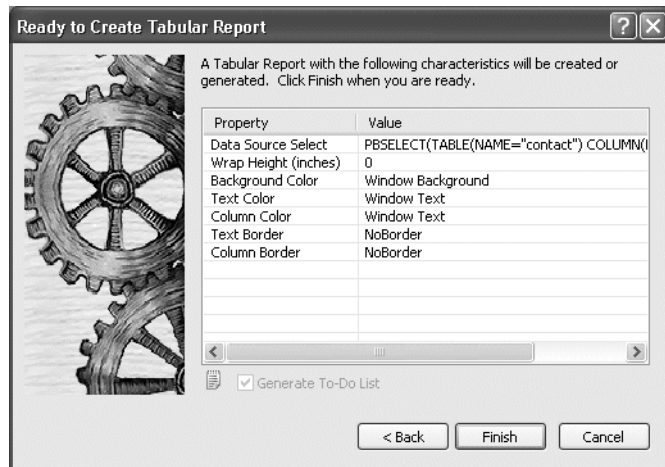 Ready to Create Tabular Report
A Tabular Report with the following characteristics will be created or
generated. Click Finish when you are ready.
Property Value
Data Source Select PBSELECT(TABLE(NAME="contact") COLUMN(
Wrap Height (inches) 0
Background Color Window Background
Text Color Window Text
Column Color Window Text
Text Border NoBorder
Column Border NoBorder
Generate To-Do List
< Back Finish Cancel